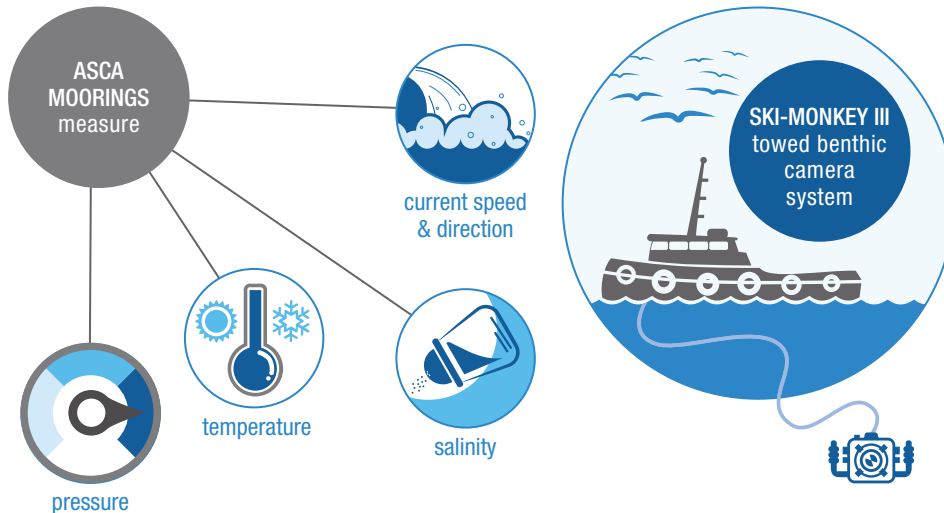 ASCA
MOORINGS
measure
current speed
& direction
temperature
salinity
pressure
SKI-MONKEY III
towed benthic
camera
system